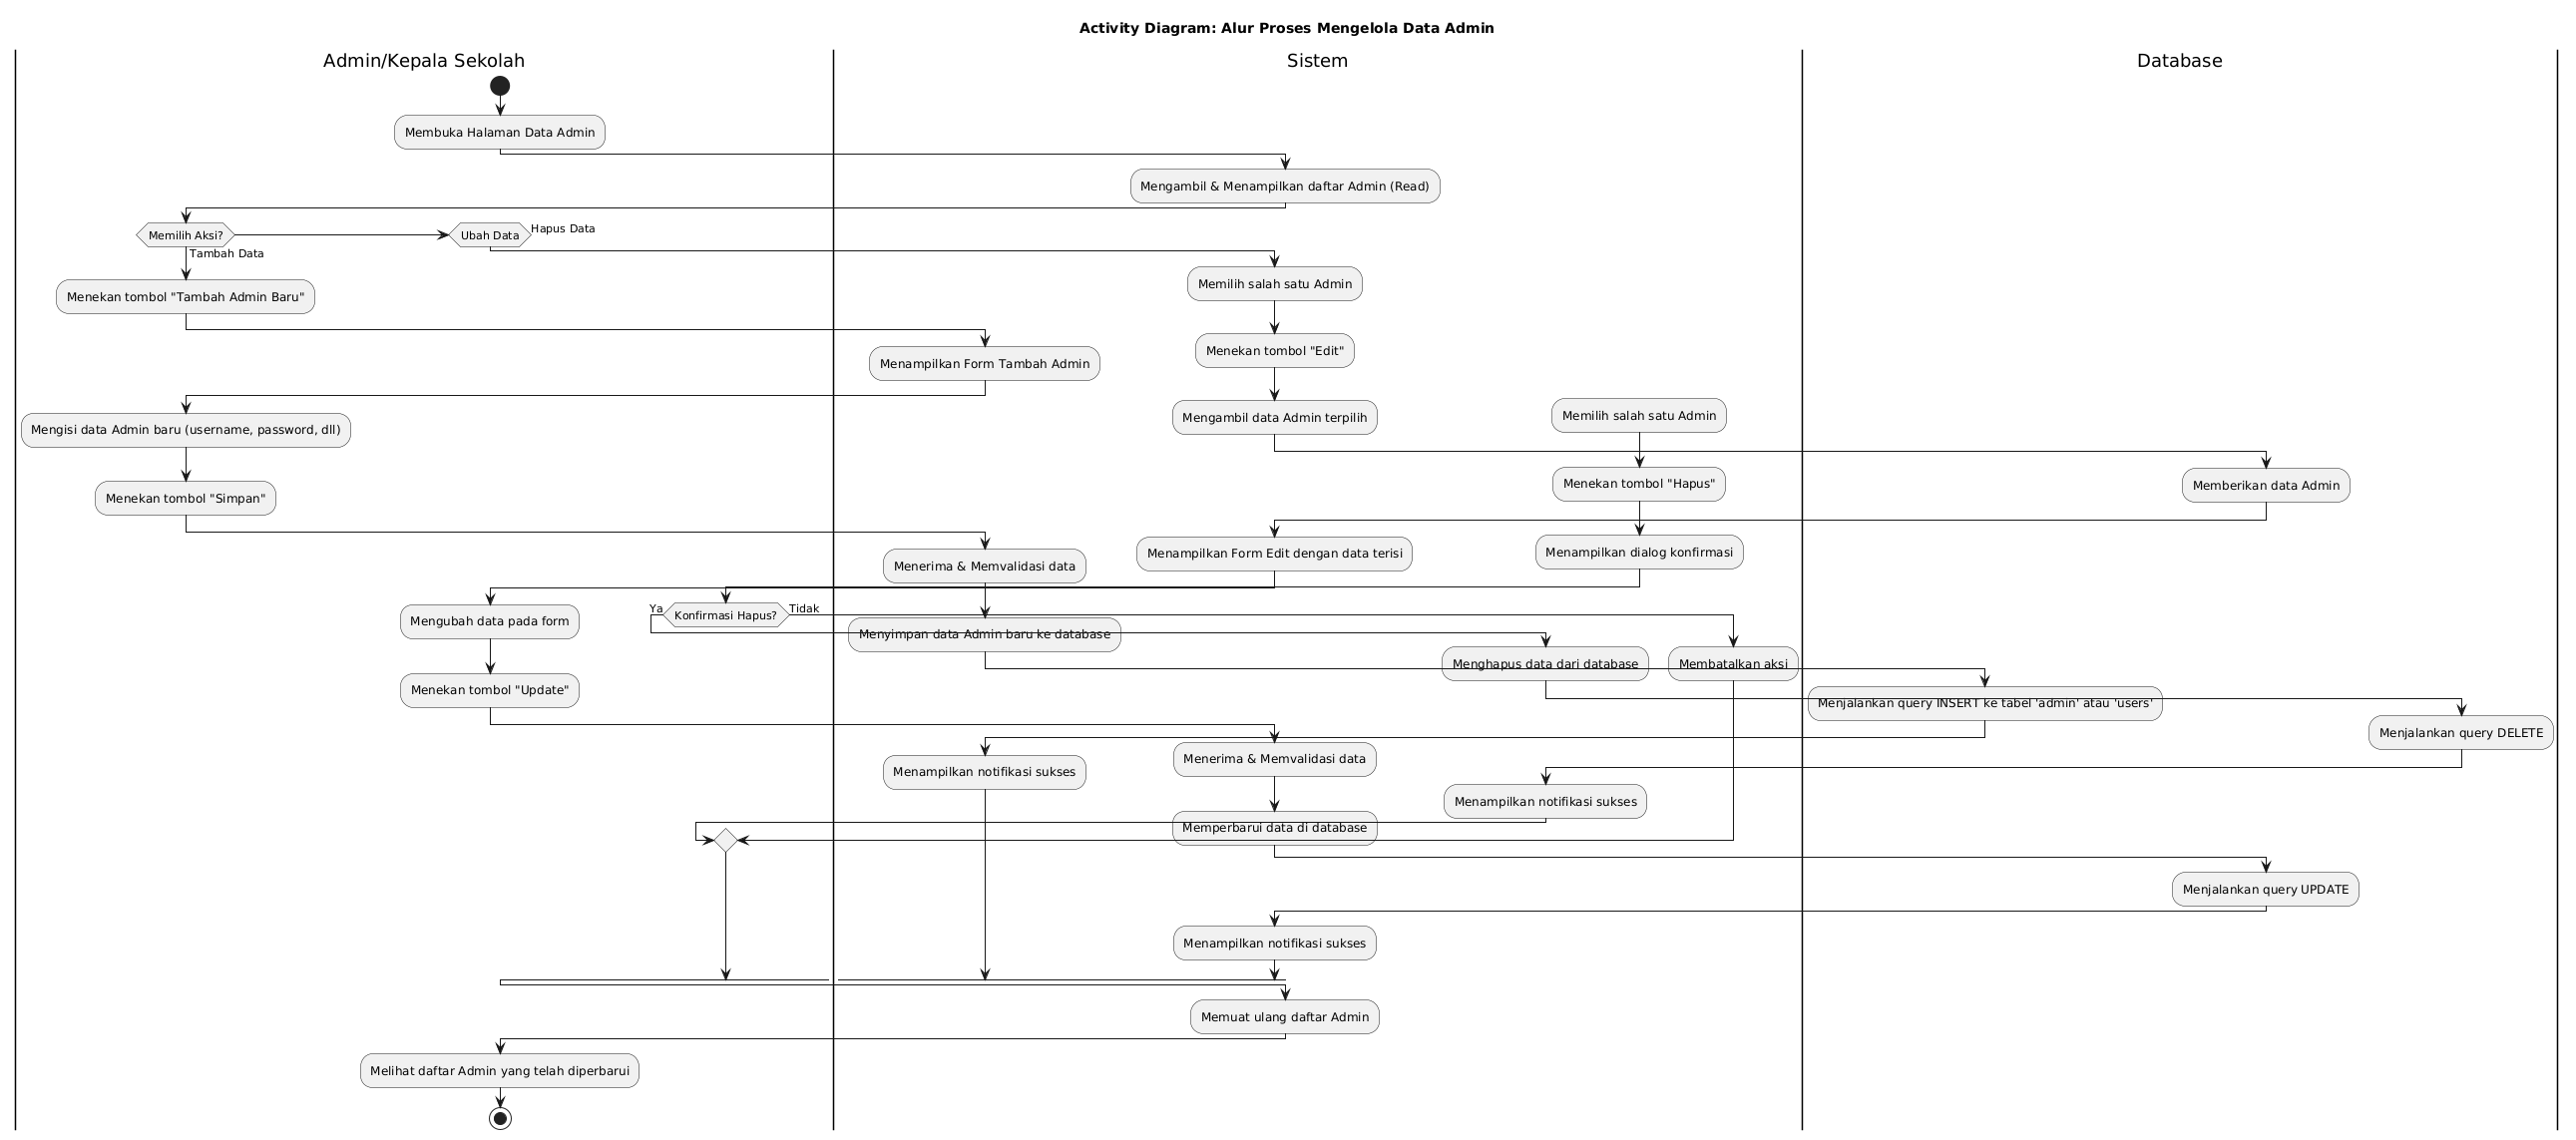 Activity Diagram: Alur Proses Mengelola Data Admin
Admin/Kepala Sekolah
Sistem
Database
Membuka Halaman Data Admin
Mengambil & Menampilkan daftar Admin (Read)
Memilih Aksi?
Ubah Data
Hapus Data
Tambah Data
Memilih salah satu Admin
Menekan tombol "Tambah Admin Baru"
Menekan tombol "Edit"
Menampilkan Form Tambah Admin
Mengambil data Admin terpilih
Memilih salah satu Admin
Mengisi data Admin baru (username, password, dll)
Menekan tombol "Hapus"
Memberikan data Admin
Menekan tombol "Simpan"
Menampilkan Form Edit dengan data terisi
Menampilkan dialog konfirmasi
Menerima & Memvalidasi data
Ya
Konfirmasi Hapus?
Tidak
Mengubah data pada form
Menyimpan data Admin baru ke database
Menghapus data dari database
Membatalkan aksi
Menekan tombol "Update"
Menjalankan query INSERT ke tabel 'admin' atau 'users'
Menjalankan query DELETE
Menerima & Memvalidasi data
Menampilkan notifikasi sukses
Menampilkan notifikasi sukses
Memperbarui data di database
Menjalankan query UPDATE
Menampilkan notifikasi sukses
Memuat ulang daftar Admin
Melihat daftar Admin yang telah diperbarui